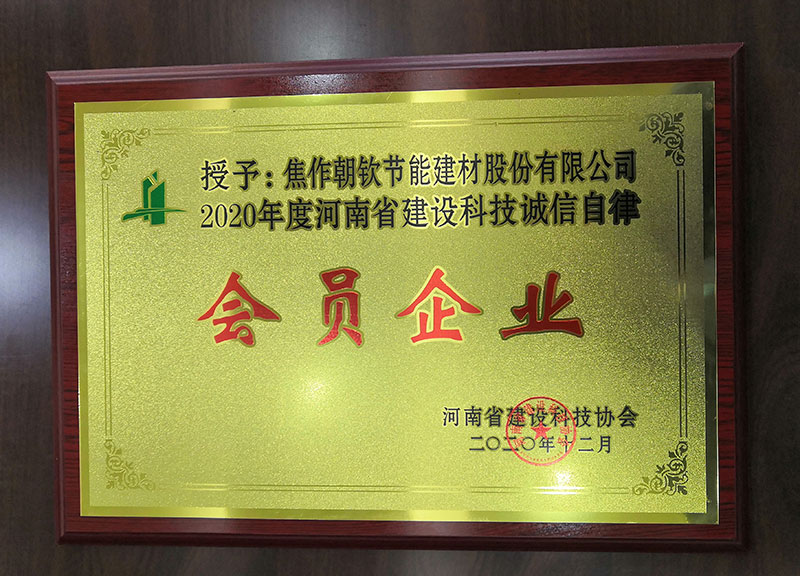 授予：焦作朝钦节能建材股份有限公司
2020年度河南省建设科技诚信自律
会员企业
河南省建设科技协会
二〇二〇年十二月